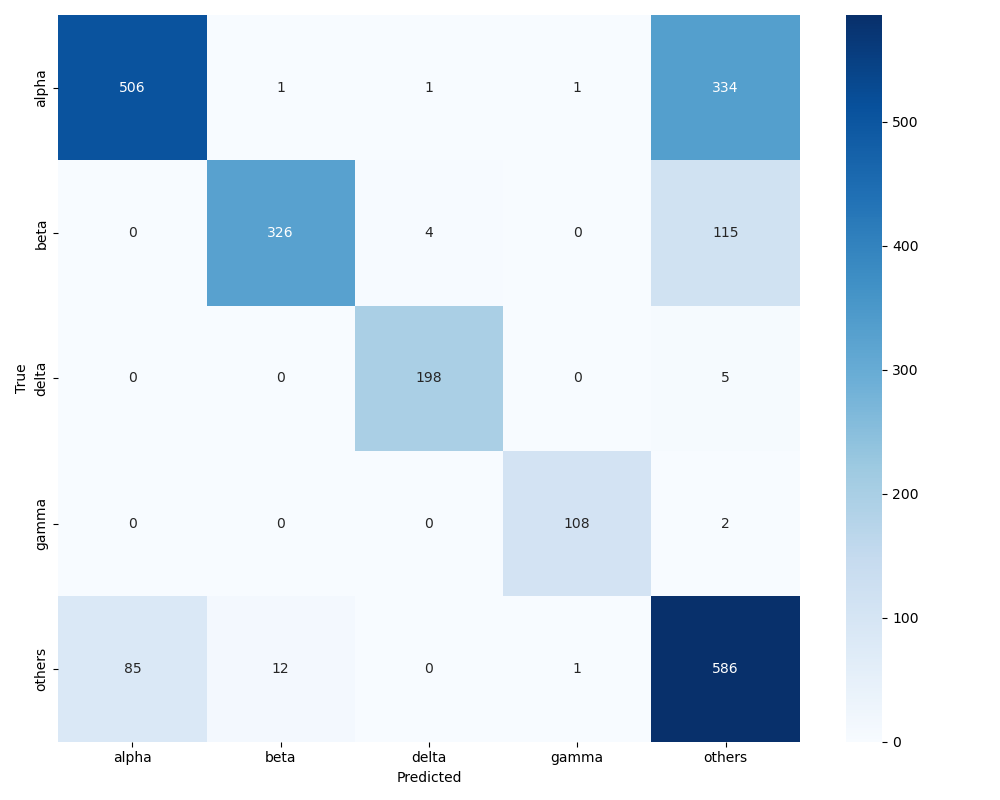 alpha 506 1 1 1 334
beta 0 326 4 0 115
delta 0 0 198 0 5
gamma 0 0 0 108 2
others 85 12 0 1 586
alpha beta delta gamma others
Predicted
True
500
400
300
200
100
0